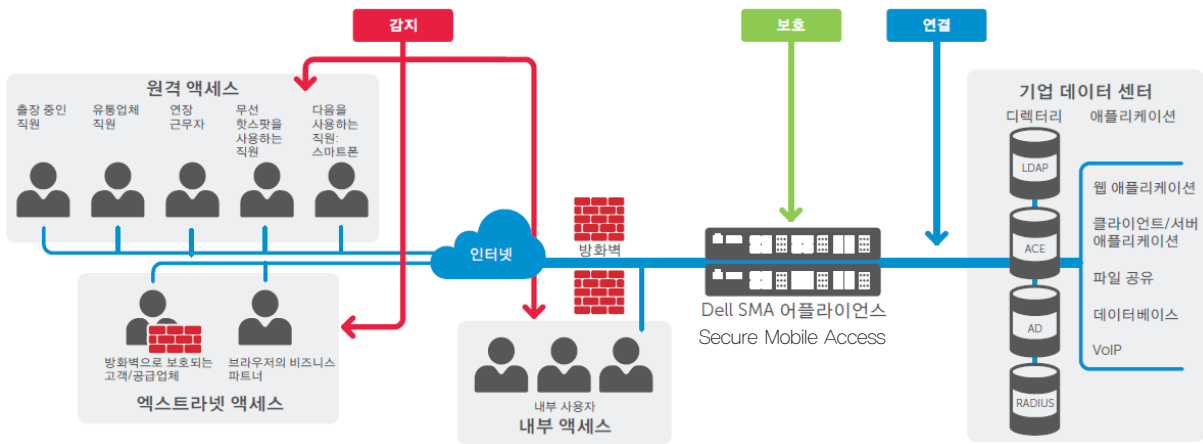 감지
보호
연결
원격 액세스
출장 중인
직원
유통업체
직원
연장
근무자
무선
핫스팟을
사용하는
직원
다음을
사용하는
직원:
스마트폰
인터넷
방화벽
Dell SMA 어플라이언스
Secure Mobile Access
방화벽으로 보호되는
고객/공급업체
브라우저의 비즈니스
파트너
엑스트라넷 액세스
내부 사용자
내부 액세스
기업 데이터 센터
디렉터리
애플리케이션
LDAP
ACE
AD
RADIUS
웹 애플리케이션
클라이언트/서버
애플리케이션
파일 공유
데이터베이스
VoIP